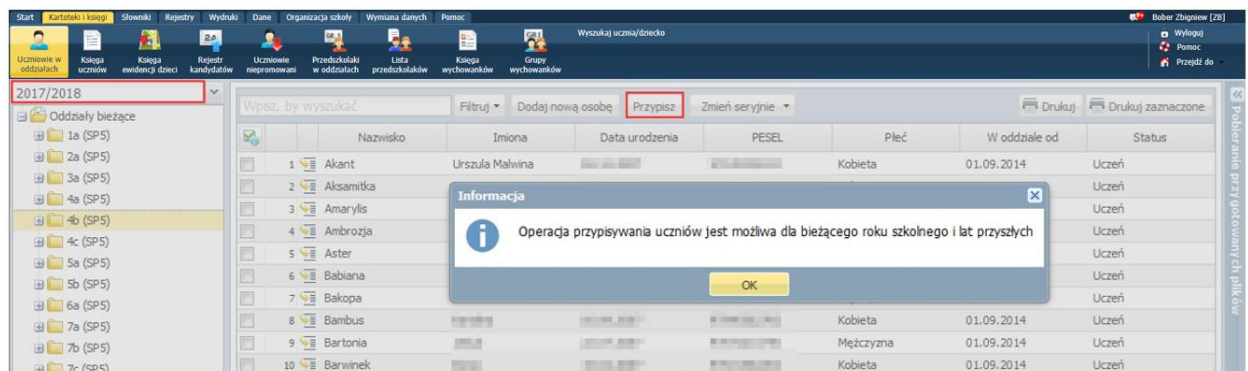 Start Kartoteki i księgi Słowniki Rejestry Wydruki Dane Organizacja szkoły Wymiana danych Pomoc Bober Zbigniew [ZB]
Wyszukaj ucznia/dziecko Wyloguj
Pomoc
Przejdź do
Uczniowie w oddziałach Księga uczniów Księga ewidencji dzieci Rejestr kandydatów Uczniowie niepromowani Przedszkolaki w oddziałach Lista przedszkolaków Księga wychowanków Grupy wychowanków
2017/2018
Wpisz, by wyszukać Filtruj Dodaj nową osobę Przypisz Zmień seryjnie Drukuj Drukuj zaznaczone
Oddziały bieżące
1a (SP5)
2a (SP5)
3a (SP5)
4a (SP5)
4b (SP5)
4c (SP5)
5a (SP5)
5b (SP5)
6a (SP5)
7a (SP5)
7b (SP5)
7c (SP5)
Nazwisko Imiona Data urodzenia PESEL Płeć W oddziale od Status
1 Akant Urszula Malwina Kobieta 01.09.2014 Uczeń
2 Aksamitka Uczeń
3 Amarylis Uczeń
4 Ambrozja Uczeń
5 Aster Uczeń
6 Babiana Uczeń
7 Bakopa Uczeń
8 Bambus Kobieta 01.09.2014 Uczeń
9 Bartonia Mężczyzna 01.09.2014 Uczeń
10 Barwinek Kobieta 01.09.2014 Uczeń
Informacja
Operacja przypisywania uczniów jest możliwa dla bieżącego roku szkolnego i lat przyszłych
OK
Pobieranie przygotowanych plików